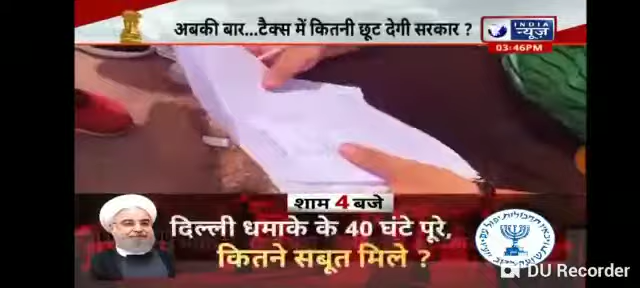 अबकी बार...टैक्स में कितनी छूट देगी सरकार ?
INDIA
न्यूज़
03:46PM
शाम 4 बजे
दिल्ली धमाके के 40 घंटे पूरे,
कितने सबूत मिले ?
DU Recorder